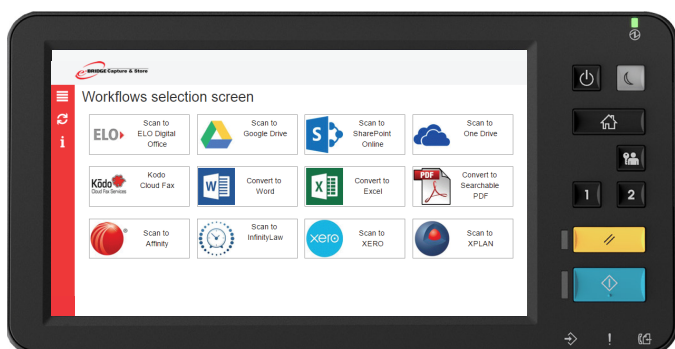 e-BRIDGE Capture & Store
Workflows selection screen
ELO
Scan to
ELO Digital
Office
Scan to
Google Drive
S
Scan to
SharePoint
Online
Scan to
One Drive
Kōdo
Cloud Fax Services
Kodo
Cloud Fax
W
Convert to
Word
X
Convert to
Excel
PDF
Convert to
Searchable
PDF
Scan to
Affinity
Scan to
InfinityLaw
xero
Scan to
XERO
Scan to
XPLAN
i
1
2
!